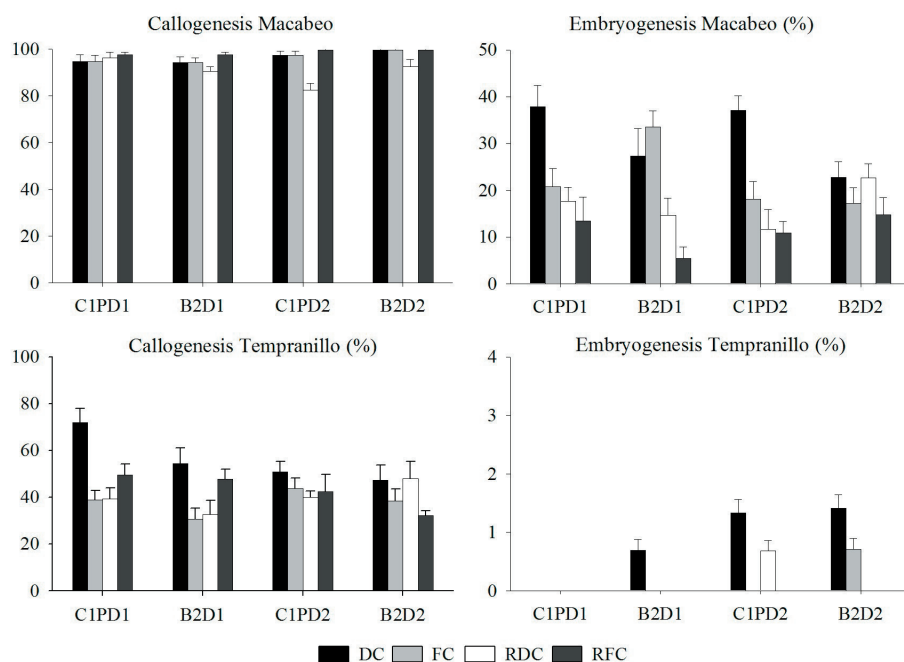 Callogenesis Macabeo
100
80
60
40
20
0
C1PD1 B2D1 C1PD2 B2D2
Embryogenesis Macabeo (%)
50
40
30
20
10
0
C1PD1 B2D1 C1PD2 B2D2
Callogenesis Tempranillo (%)
100
80
60
40
20
0
C1PD1 B2D1 C1PD2 B2D2
Embryogenesis Tempranillo (%)
4
3
2
1
0
C1PD1 B2D1 C1PD2 B2D2
DC FC RDC RFC